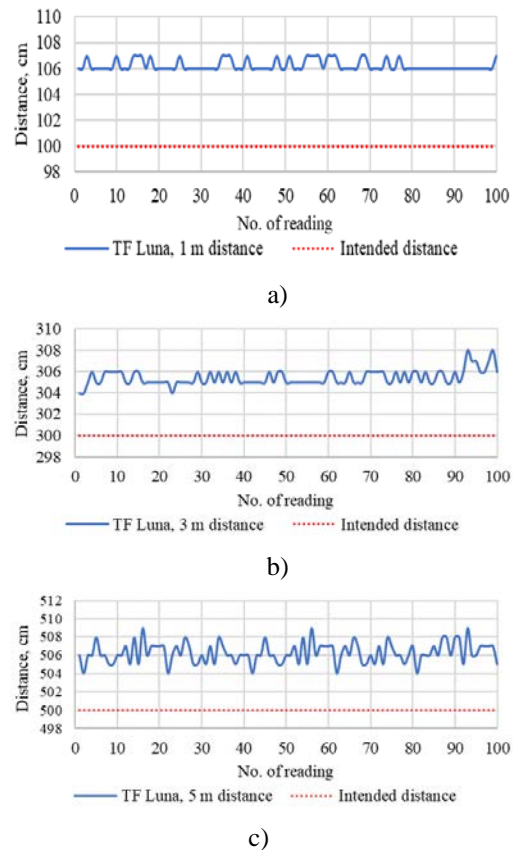 110
108
106
104
102
100
98
Distance, cm
0 10 20 30 40 50 60 70 80 90 100
No. of reading
TF Luna, 1 m distance Intended distance
a)
310
308
306
304
302
300
298
Distance, cm
0 10 20 30 40 50 60 70 80 90 100
No. of reading
TF Luna, 3 m distance Intended distance
b)
512
510
508
506
504
502
500
498
Distance, cm
0 10 20 30 40 50 60 70 80 90 100
No. of reading
TF Luna, 5 m distance Intended distance
c)